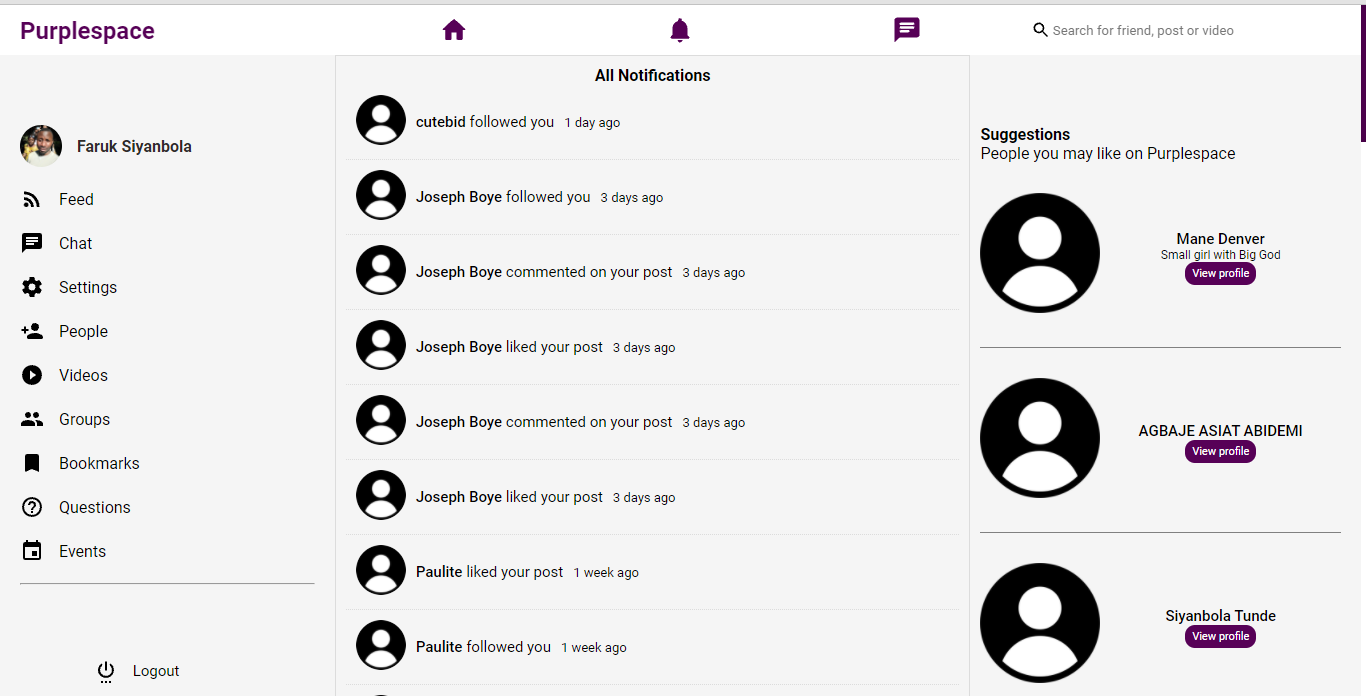 Purplespace
Search for friend, post or video
Faruk Siyanbola
Feed
Chat
Settings
People
Videos
Groups
Bookmarks
Questions
Events
Logout
All Notifications
cutebid followed you 1 day ago
Joseph Boye followed you 3 days ago
Joseph Boye commented on your post 3 days ago
Joseph Boye liked your post 3 days ago
Joseph Boye commented on your post 3 days ago
Joseph Boye liked your post 3 days ago
Paulite liked your post 1 week ago
Paulite followed you 1 week ago
Suggestions
People you may like on Purplespace
Mane Denver
Small girl with Big God
View profile
AGBAJE ASIAT ABIDEMI
View profile
Siyanbola Tunde
View profile